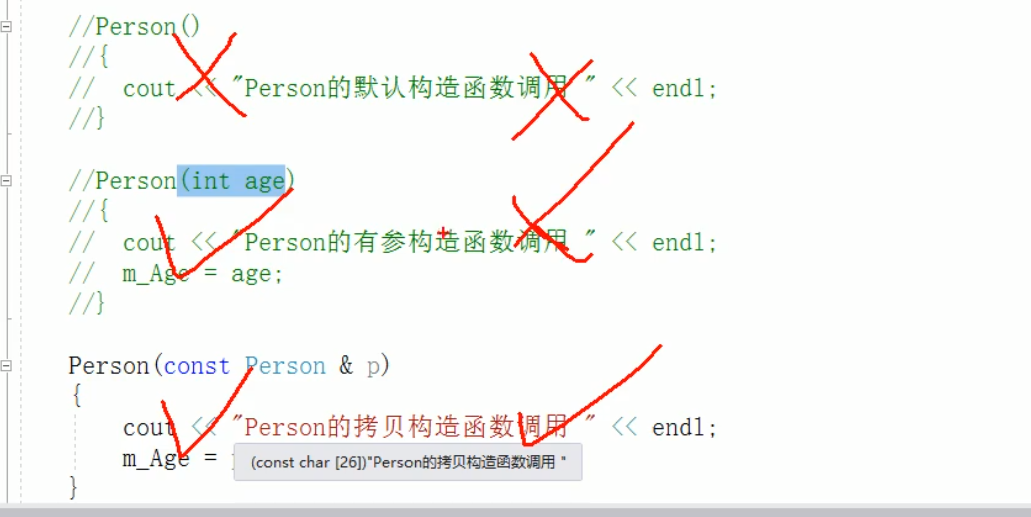 //Person()
//{
//  cout << "Person的默认构造函数调用 " << endl;
//}
//Person(int age)
//{
//  cout << "Person的有参构造函数调用 " << endl;
//  m_Age = age;
//}
Person(const Person & p)
{
cout << "Person的拷贝构造函数调用 " << endl;
m_Age =
(const char [26])"Person的拷贝构造函数调用 "
}